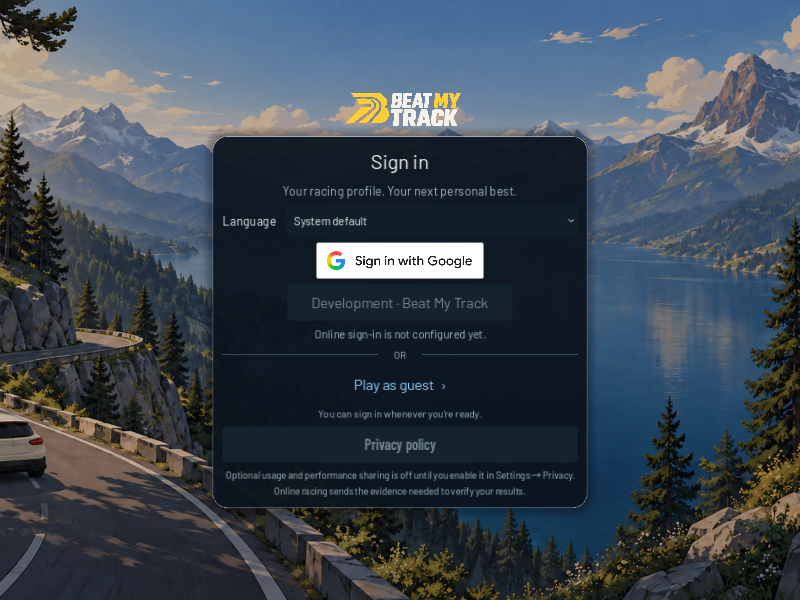 BEAT MY
TRACK
Sign in
Your racing profile. Your next personal best.
Language System default
Sign in with Google
Development · Beat My Track
Online sign-in is not configured yet.
OR
Play as guest ›
You can sign in whenever you're ready.
Privacy policy
Optional usage and performance sharing is off until you enable it in Settings → Privacy.
Online racing sends the evidence needed to verify your results.